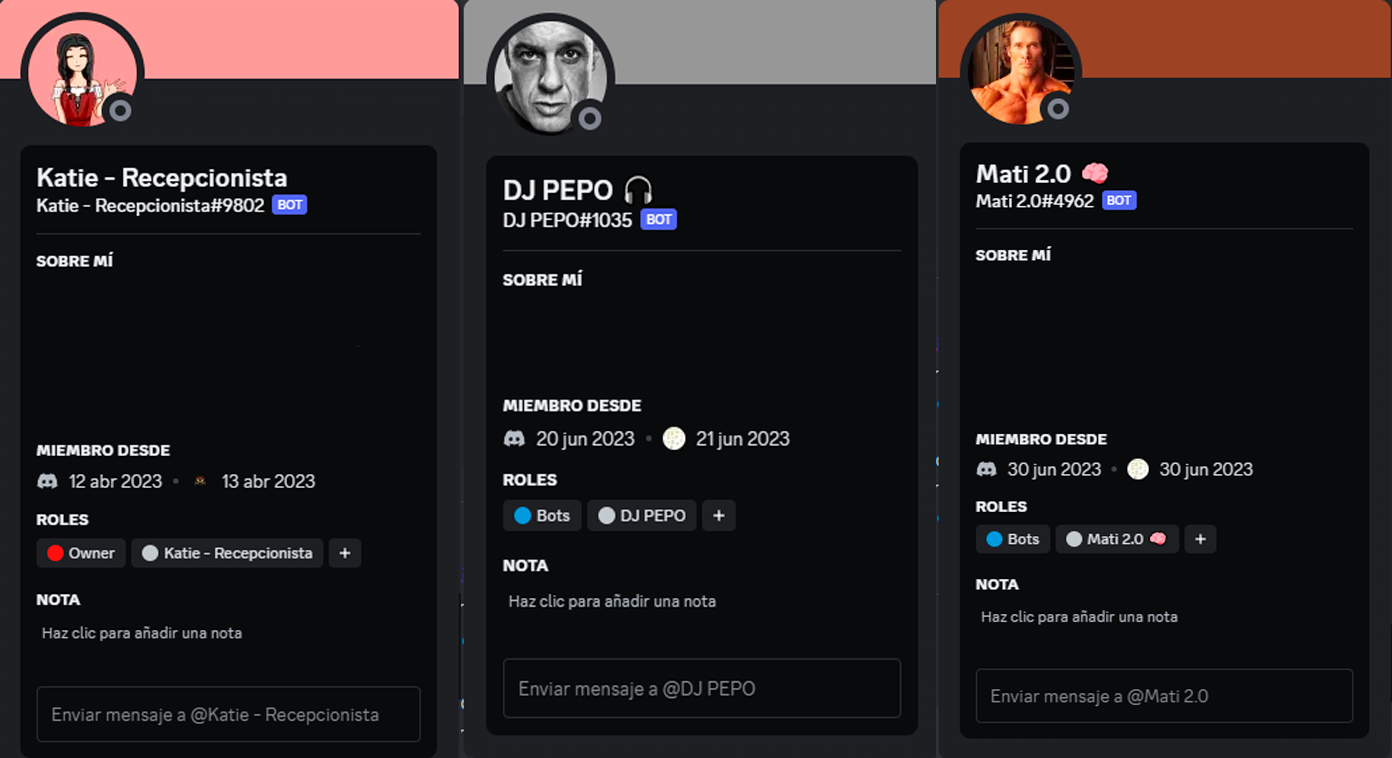 Katie - Recepcionista
Katie - Recepcionista#9802 BOT
SOBRE MÍ
MIEMBRO DESDE
12 abr 2023 • 13 abr 2023
ROLES
Owner Katie - Recepcionista +
NOTA
Haz clic para añadir una nota
Enviar mensaje a @Katie - Recepcionista
DJ PEPO 🎧
DJ PEPO#1035 BOT
SOBRE MÍ
MIEMBRO DESDE
20 jun 2023 • 21 jun 2023
ROLES
Bots DJ PEPO +
NOTA
Haz clic para añadir una nota
Enviar mensaje a @DJ PEPO
Mati 2.0 🧠
Mati 2.0#4962 BOT
SOBRE MÍ
MIEMBRO DESDE
30 jun 2023 • 30 jun 2023
ROLES
Bots Mati 2.0 🧠 +
NOTA
Haz clic para añadir una nota
Enviar mensaje a @Mati 2.0